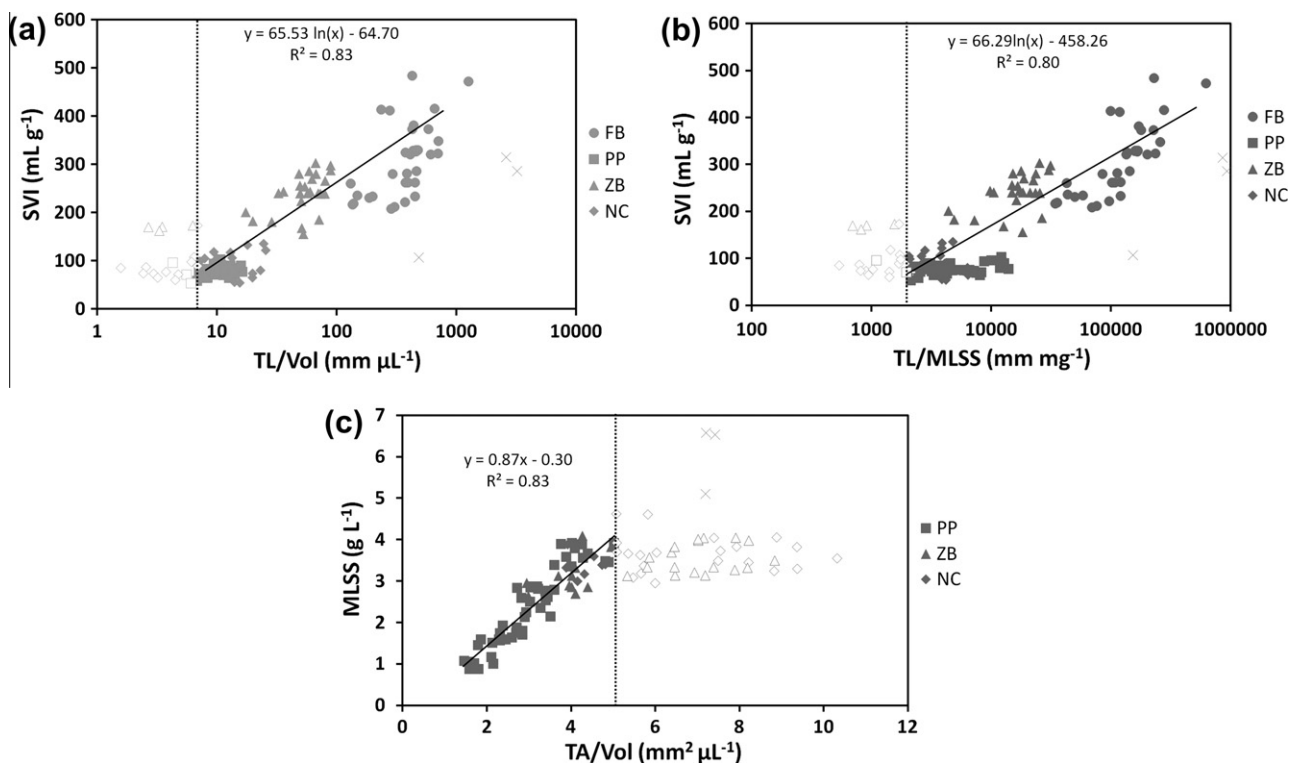 (a)
y = 65.53 ln(x) - 64.70
R² = 0.83
SVI (mL g⁻¹)
600
500
400
300
200
100
0
1 10 100 1000 10000
TL/Vol (mm µL⁻¹)
FB
PP
ZB
NC
(b)
y = 66.29ln(x) - 458.26
R² = 0.80
SVI (mL g⁻¹)
600
500
400
300
200
100
0
100 1000 10000 100000 1000000
TL/MLSS (mm mg⁻¹)
FB
PP
ZB
NC
(c)
y = 0.87x - 0.30
R² = 0.83
MLSS (g L⁻¹)
7
6
5
4
3
2
1
0
0 2 4 6 8 10 12
TA/Vol (mm² µL⁻¹)
PP
ZB
NC